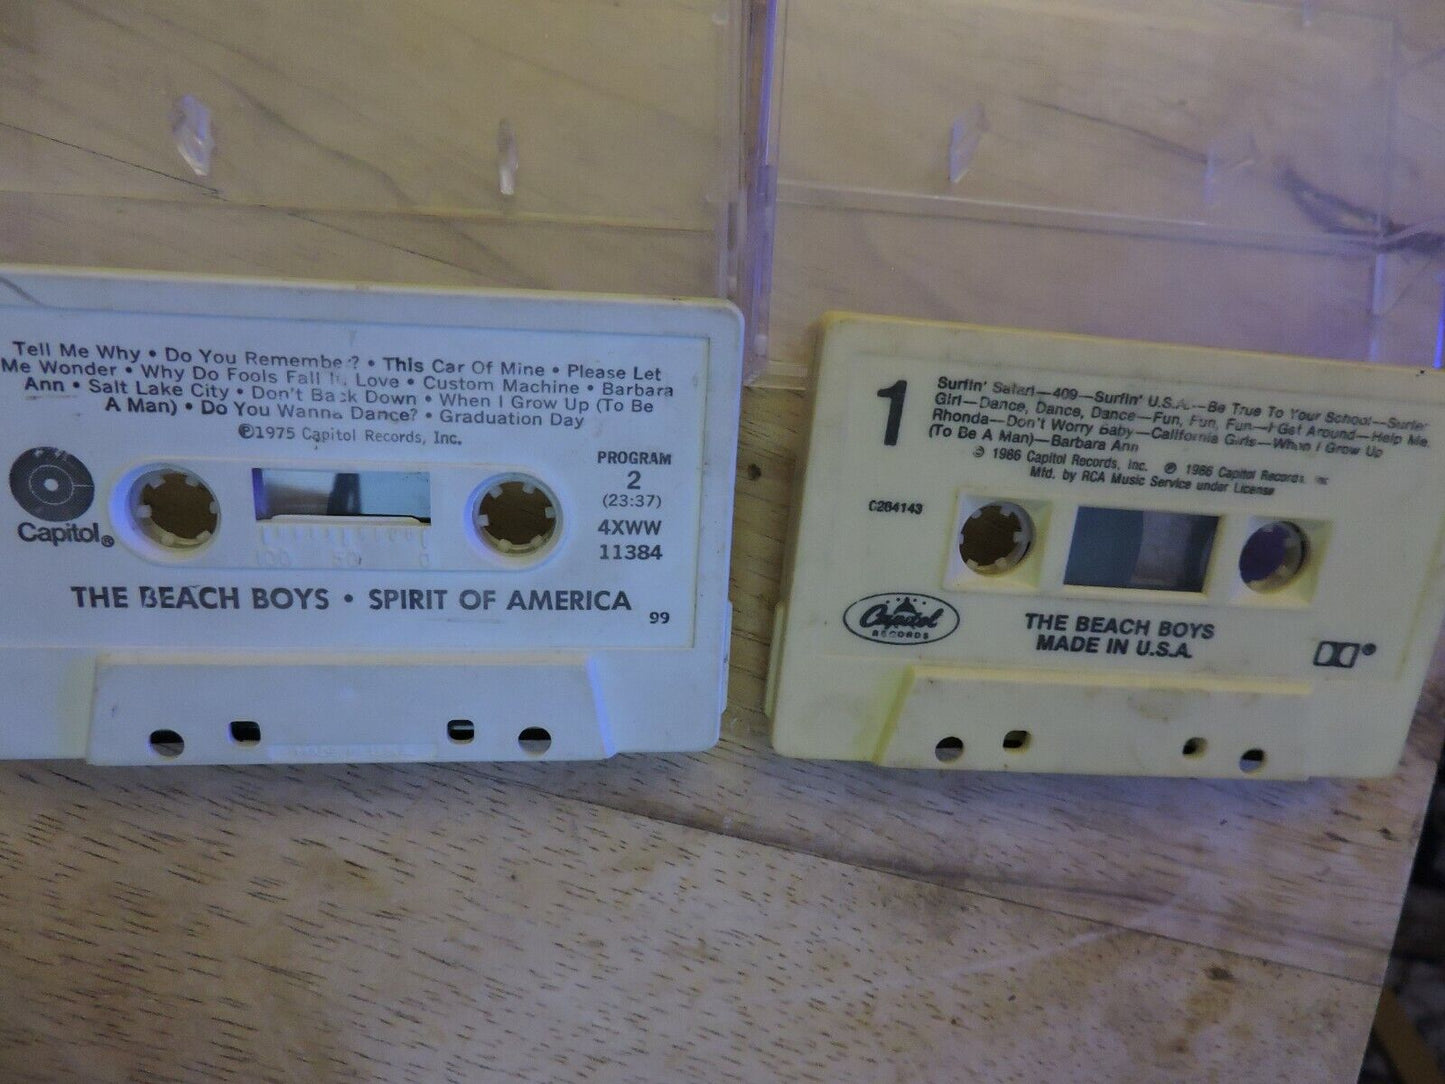 Tell Me Why • Do You Remember? • This Car Of Mine • Please Let
Me Wonder • Why Do Fools Fall In Love • Custom Machine • Barbara
Ann • Salt Lake City • Don't Back Down • When I Grow Up (To Be
A Man) • Do You Wanna Dance? • Graduation Day
℗1975 Capitol Records, Inc.
Capitol®
PROGRAM
2
(23:37)
4XWW
11384
100 50 0
THE BEACH BOYS • SPIRIT OF AMERICA
99
1
Surfin' Safari—409—Surfin' U.S.A.—Be True To Your School—Surfer
Girl—Dance, Dance, Dance—Fun, Fun, Fun—I Get Around—Help Me,
Rhonda—Don't Worry Baby—California Girls—When I Grow Up
(To Be A Man)—Barbara Ann
© 1986 Capitol Records, Inc. ℗ 1986 Capitol Records, Inc.
Mfd. by RCA Music Service under License
C264143
Capitol
RECORDS
THE BEACH BOYS
MADE IN U.S.A.